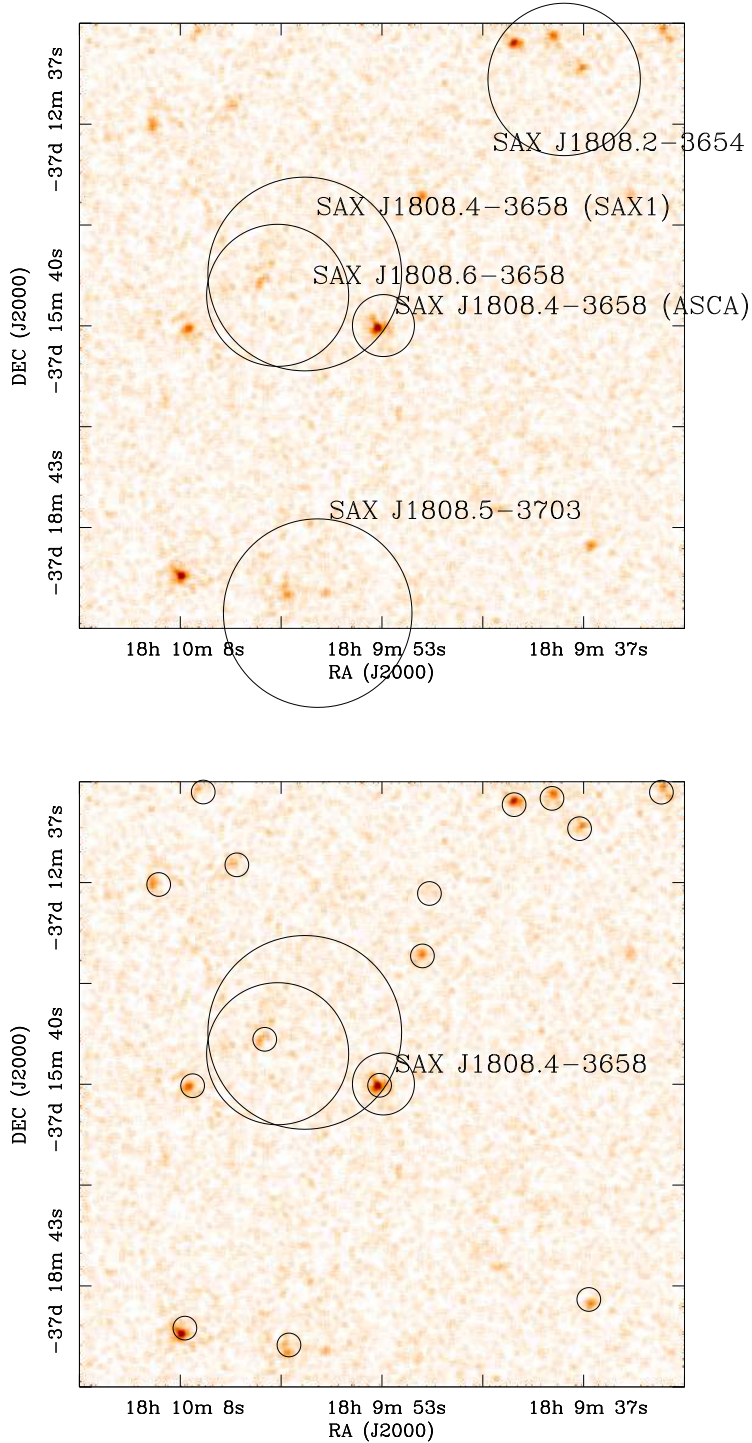 −37d 12m 37s
SAX J1808.2−3654
SAX J1808.4−3658 (SAX1)
SAX J1808.6−3658
SAX J1808.4−3658 (ASCA)
−37d 15m 40s
DEC (J2000)
SAX J1808.5−3703
−37d 18m 43s
18h 10m 8s 18h 9m 53s 18h 9m 37s
RA (J2000)
−37d 12m 37s
SAX J1808.4−3658
−37d 15m 40s
DEC (J2000)
−37d 18m 43s
18h 10m 8s 18h 9m 53s 18h 9m 37s
RA (J2000)